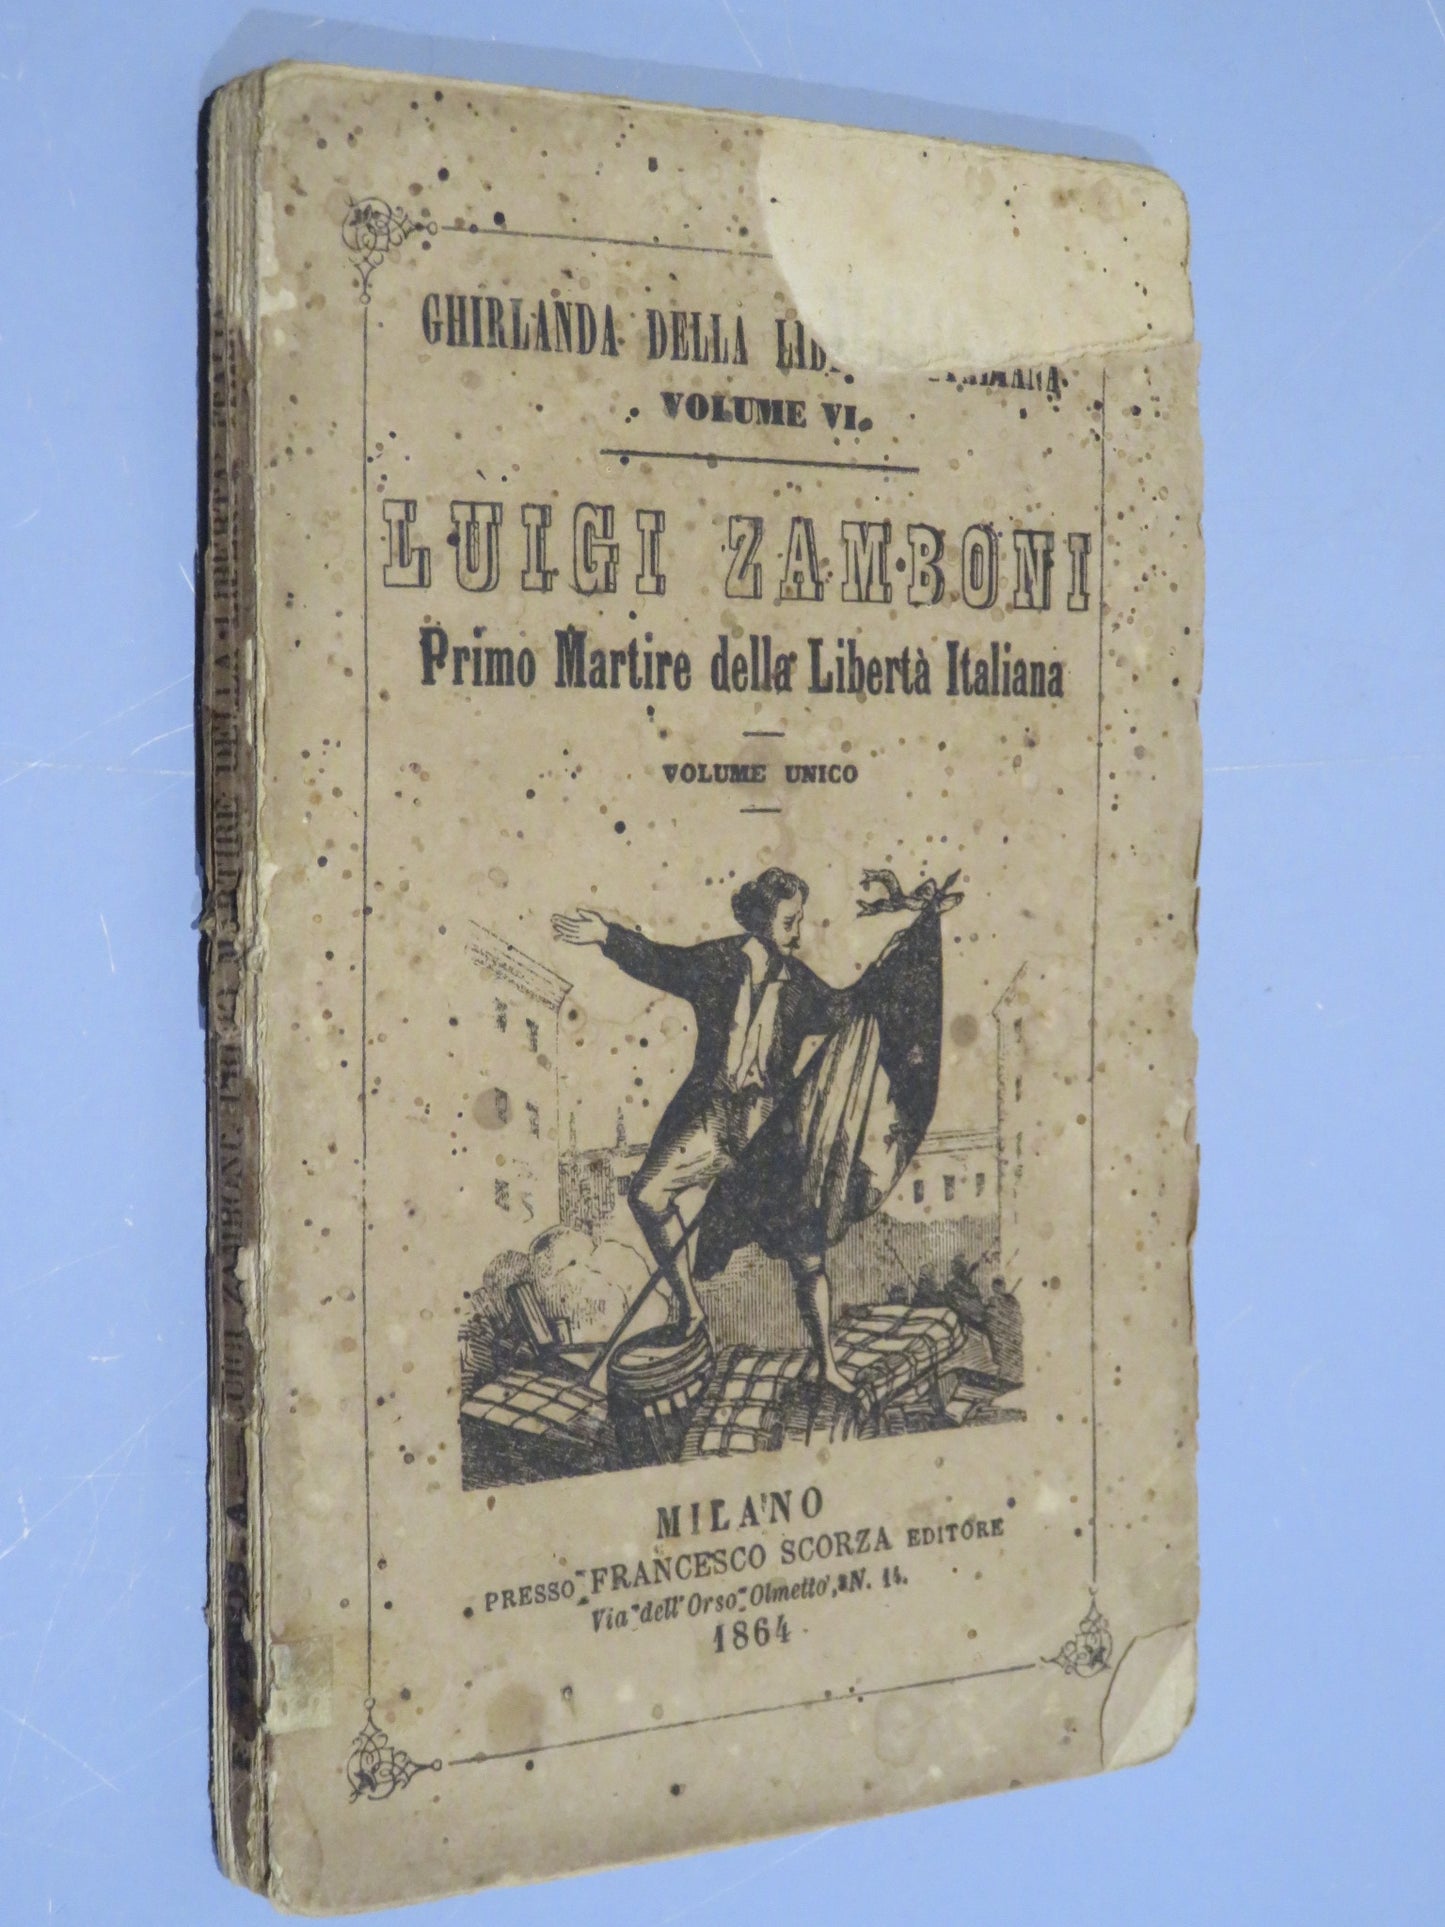 GHIRLANDA DELLA
VOLUME VI.
LUIGI ZAMBONI
Primo Martire della Libertà Italiana
VOLUME UNICO
MILANO
PRESSO FRANCESCO SCORZA EDITORE
Via dell'Orso Olmetto, N. 14.
1864